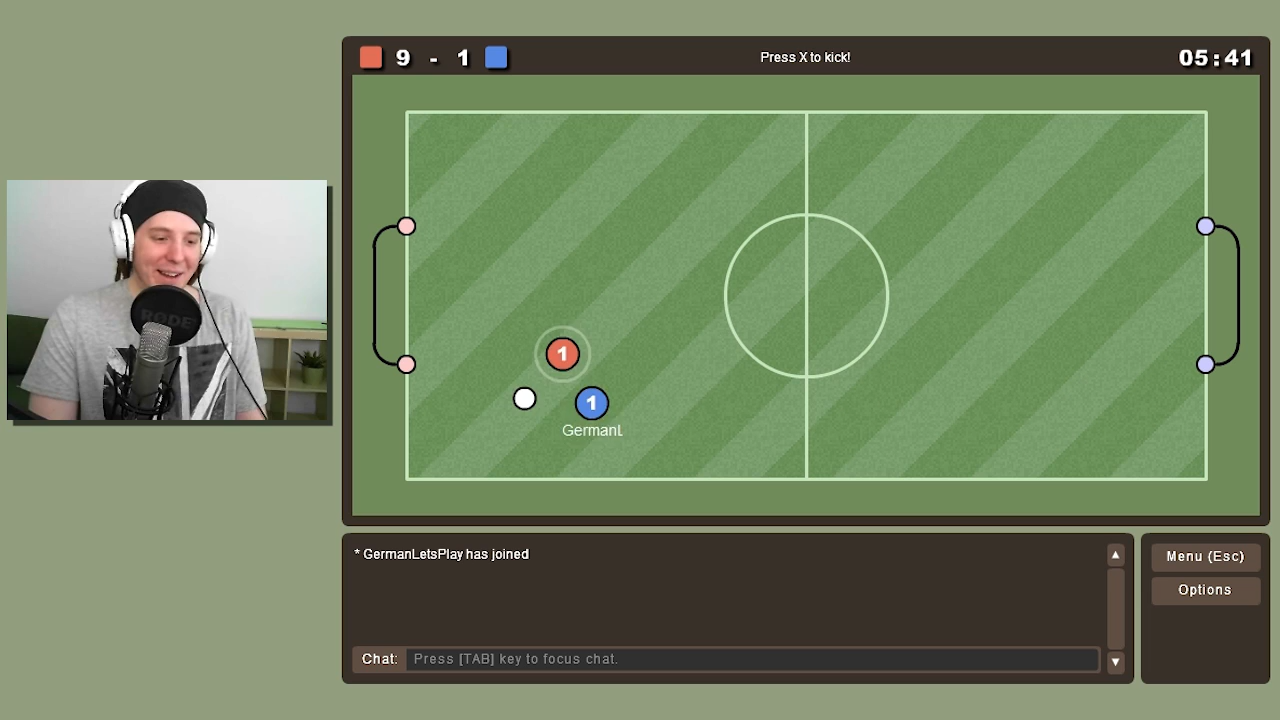 9 - 1
Press X to kick!
05:41
1
1
GermanL
* GermanLetsPlay has joined
Chat: Press [TAB] key to focus chat.
Menu (Esc)
Options
RØDE